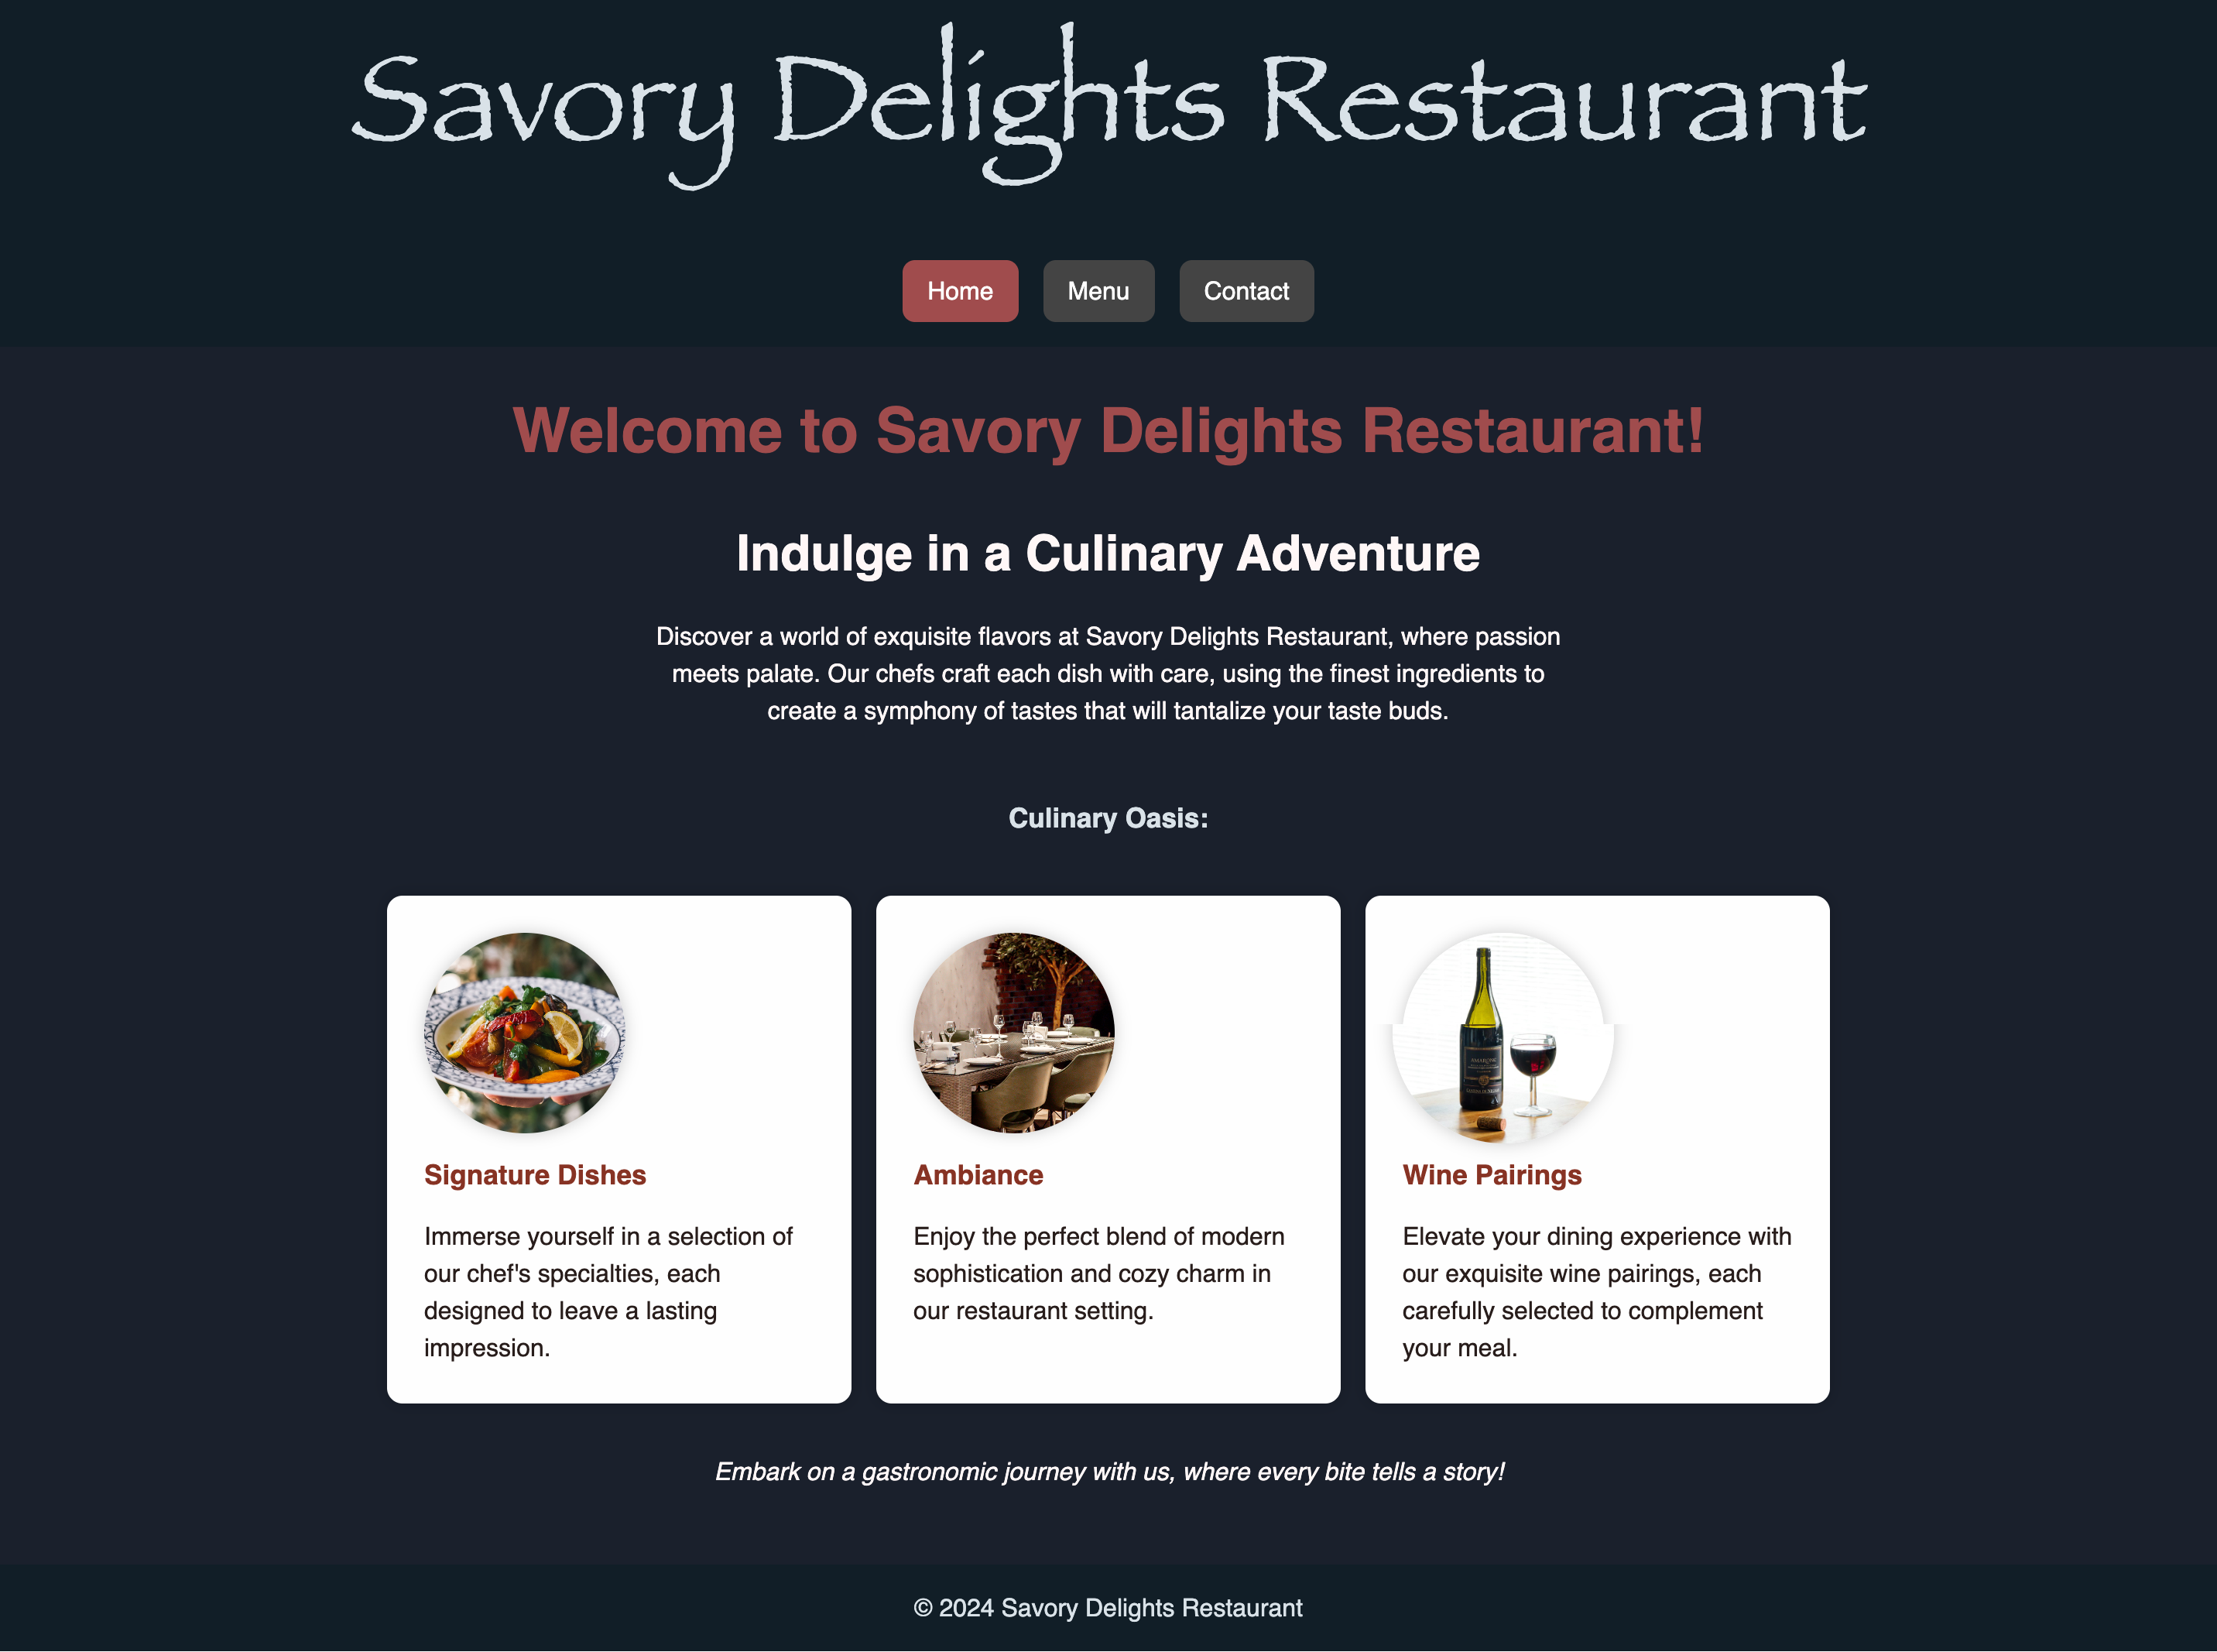 Savory Delights Restaurant
Home Menu Contact
Welcome to Savory Delights Restaurant!
Indulge in a Culinary Adventure
Discover a world of exquisite flavors at Savory Delights Restaurant, where passion
meets palate. Our chefs craft each dish with care, using the finest ingredients to
create a symphony of tastes that will tantalize your taste buds.
Culinary Oasis:
Signature Dishes
Immerse yourself in a selection of
our chef's specialties, each
designed to leave a lasting
impression.
Ambiance
Enjoy the perfect blend of modern
sophistication and cozy charm in
our restaurant setting.
AMARONE
Wine Pairings
Elevate your dining experience with
our exquisite wine pairings, each
carefully selected to complement
your meal.
Embark on a gastronomic journey with us, where every bite tells a story!
© 2024 Savory Delights Restaurant